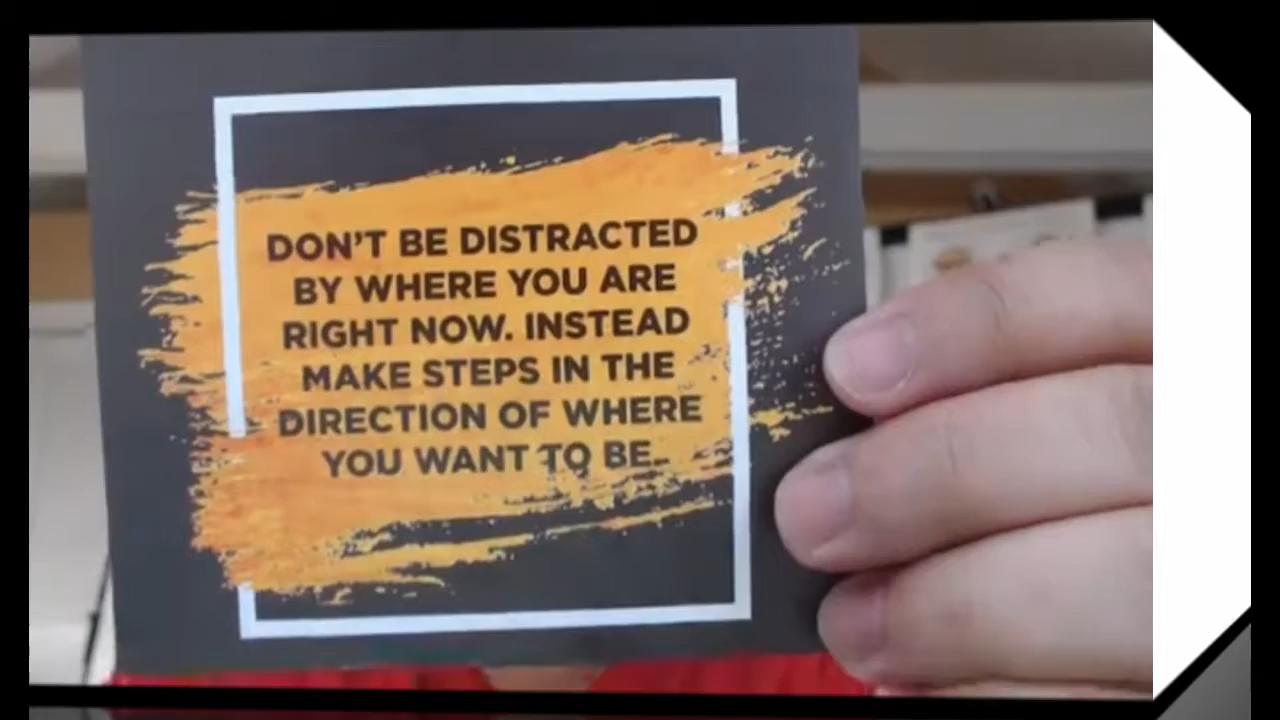 DON'T BE DISTRACTED
BY WHERE YOU ARE
RIGHT NOW. INSTEAD
MAKE STEPS IN THE
DIRECTION OF WHERE
YOU WANT TO BE.